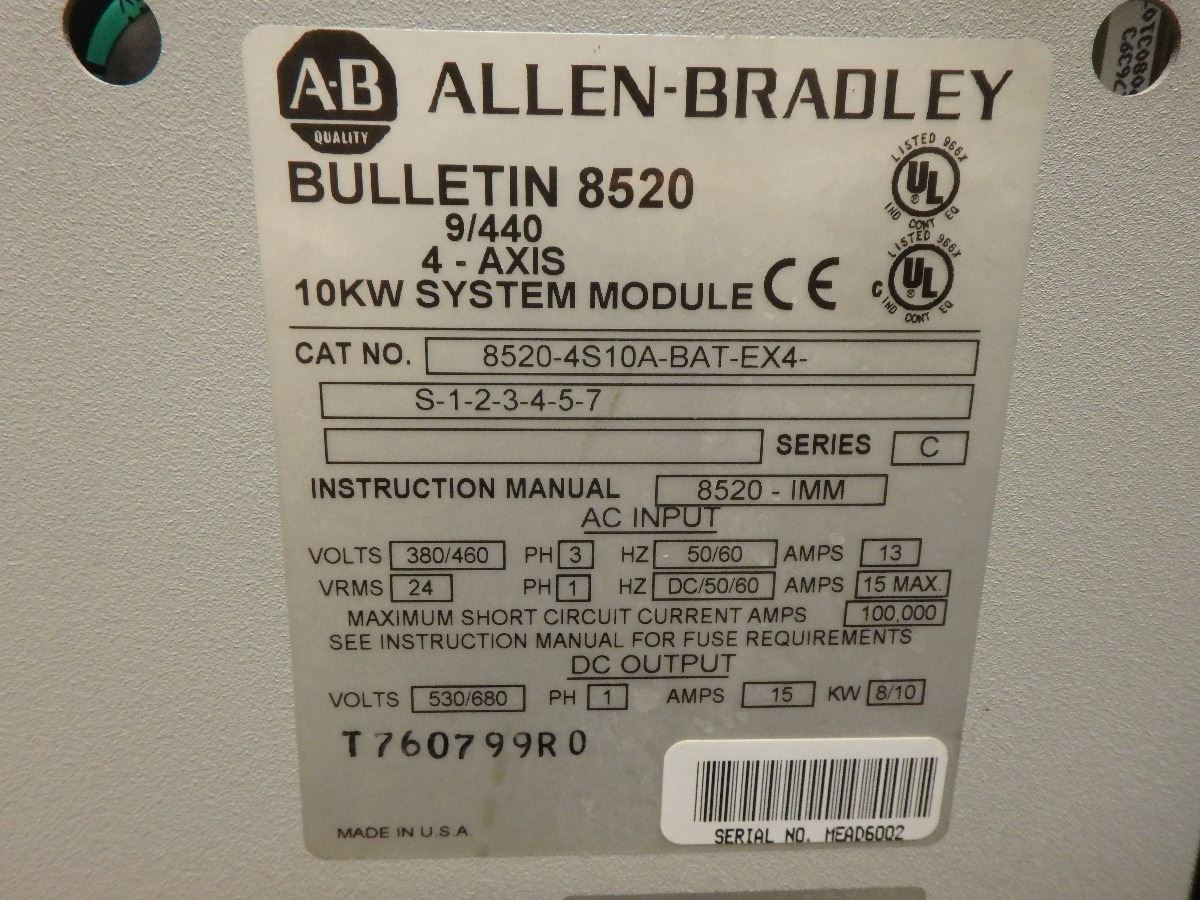 A-B
QUALITY
ALLEN-BRADLEY
BULLETIN 8520
9/440
4 - AXIS
10KW SYSTEM MODULE CE
LISTED 966X
UL
®
IND CONT EQ
LISTED 966X
C UL
®
IND CONT EQ
CAT NO. 8520-4S10A-BAT-EX4-
S-1-2-3-4-5-7
SERIES C
INSTRUCTION MANUAL 8520 - IMM
AC INPUT
VOLTS 380/460 PH 3 HZ 50/60 AMPS 13
VRMS 24 PH 1 HZ DC/50/60 AMPS 15 MAX.
MAXIMUM SHORT CIRCUIT CURRENT AMPS 100,000
SEE INSTRUCTION MANUAL FOR FUSE REQUIREMENTS
DC OUTPUT
VOLTS 530/680 PH 1 AMPS 15 KW 8/10
T760799R0
MADE IN U.S.A.
SERIAL NO. MEAD6002